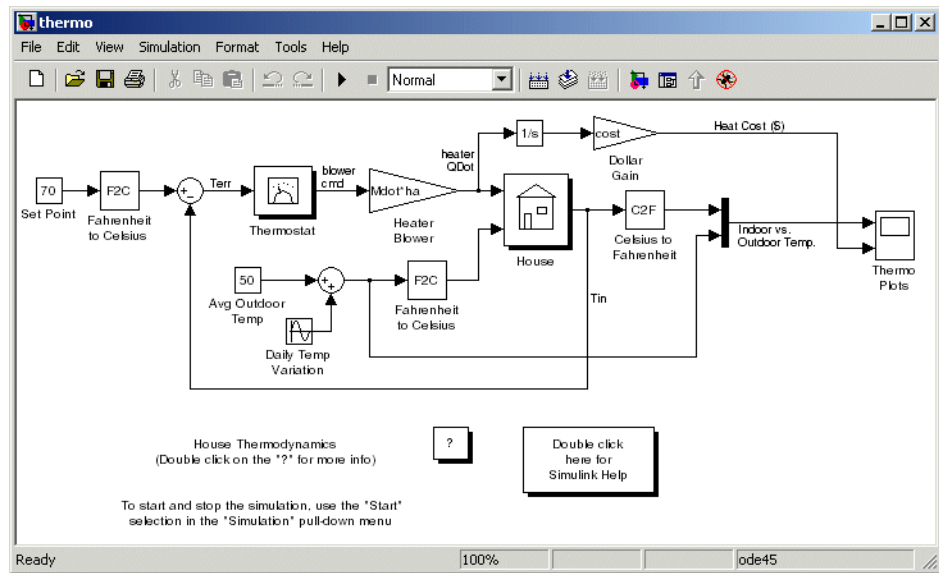 thermo
File Edit View Simulation Format Tools Help
Normal
Heat Cost ($)
1/s
cost
heater
QDot
Dollar
Gain
blower
cmd
70
F2C
Terr
Mdot*ha
C2F
Set Point
Fahrenheit
to Celsius
Thermostat
Heater
Blower
House
Celsius to
Fahrenheit
Indoor vs.
Outdoor Temp.
Thermo
Plots
50
F2C
Avg Outdoor
Temp
Fahrenheit
to Celsius
Tin
Daily Temp
Variation
House Thermodynamics
(Double click on the "?" for more info)
?
Double click
here for
Simulink Help
To start and stop the simulation, use the "Start"
selection in the "Simulation" pull-down menu
Ready 100% ode45